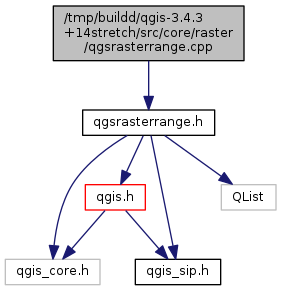 /tmp/buildd/qgis-3.4.3
+14stretch/src/core/raster
/qgsrasterrange.cpp
qgsrasterrange.h
qgis.h
QList
qgis_core.h
qgis_sip.h